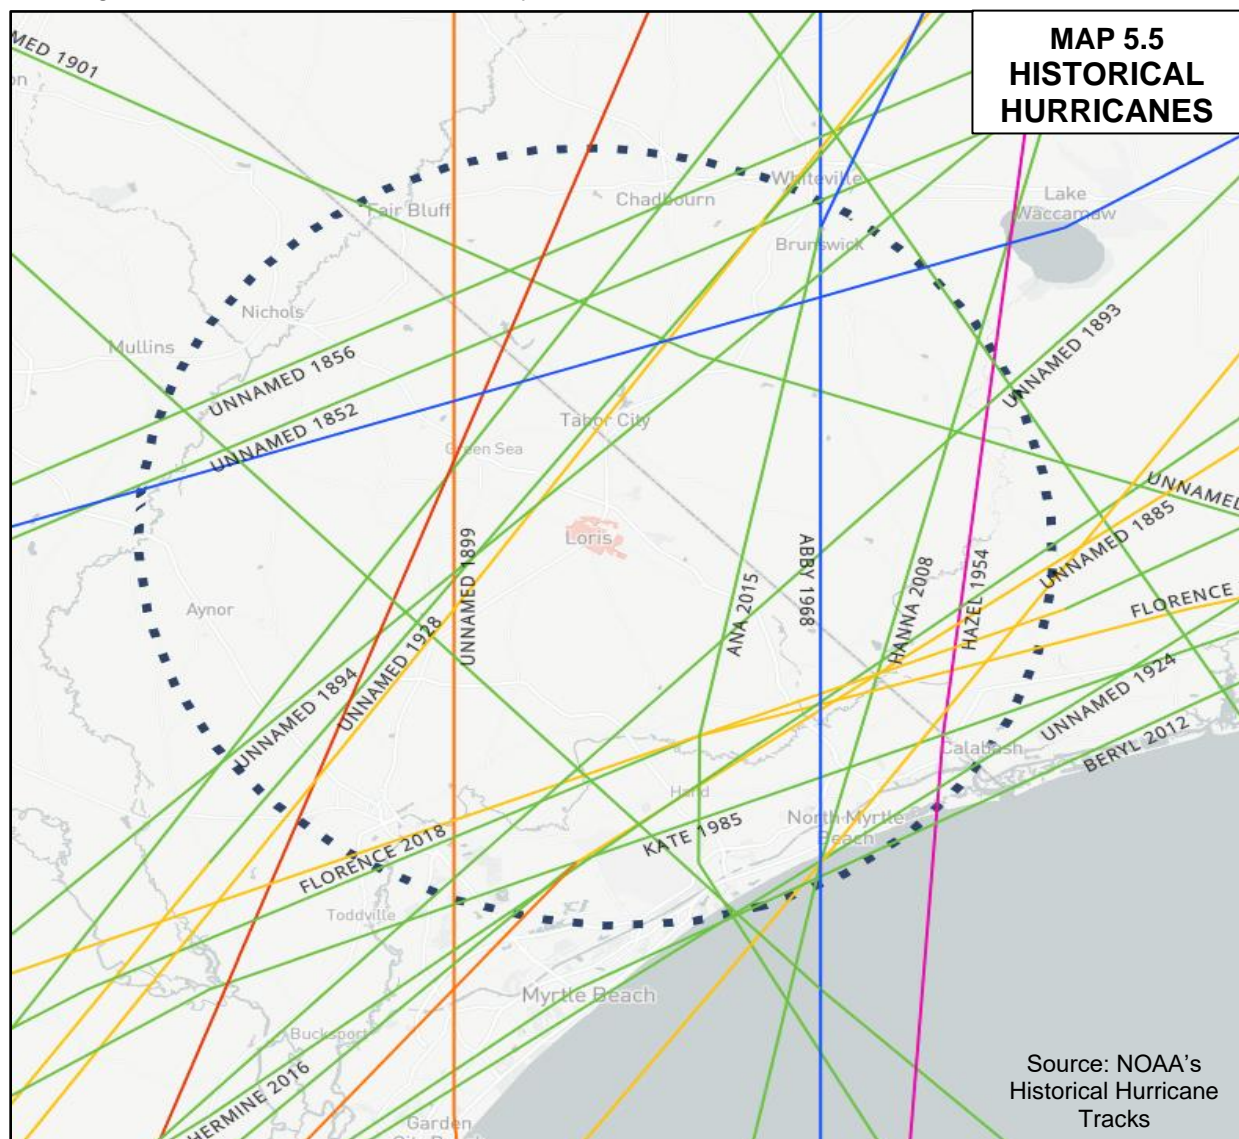 MAP 5.5
HISTORICAL
HURRICANES
MED 1901
on
Whiteville
Fair Bluff
Chadbourn
Lake
Waccamaw
Brunswick
Nichols
Mullins
UNNAMED 1856
UNNAMED 1893
UNNAMED 1852
Tabor City
Green Sea
UNNAMED
UNNAMED 1885
Loris
UNNAMED 1899
ABBY 1968
ANA 2015
HANNA 2008
HAZEL 1954
FLORENCE
Aynor
UNNAMED 1894
UNNAMED 1928
UNNAMED 1924
BERYL 2012
Calabash
Hand
North Myrtle
Beach
KATE 1985
FLORENCE 2018
Toddville
Myrtle Beach
Bucksport
HERMINE 2016
Garden
Source: NOAA's
Historical Hurricane
Tracks